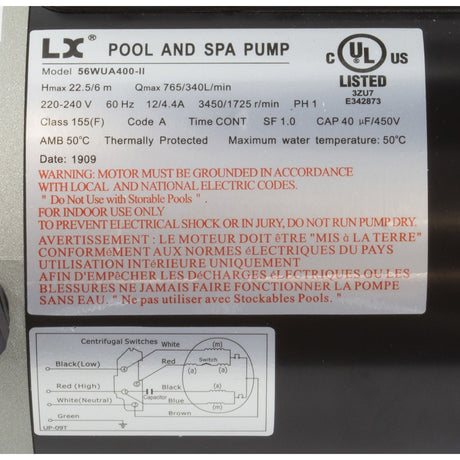 LX POOL AND SPA PUMP
Model 56WUA400-II
Hmax 22.5/6 m Qmax 765/340L/min
220-240 V 60 Hz 12/4.4A 3450/1725 r/min PH 1
Class 155(F) Code A Time CONT SF 1.0 CAP 40 µF/450V
AMB 50°C Thermally Protected Maximum water temperature: 50°C
Date: 1909
C UL US
LISTED
3ZU7
E342873
WARNING: MOTOR MUST BE GROUNDED IN ACCORDANCE
WITH LOCAL AND NATIONAL ELECTRIC CODES.
" Do Not Use with Storable Pools " .
FOR INDOOR USE ONLY
TO PREVENT ELECTRICAL SHOCK OR IN JURY, DO NOT RUN PUMP DRY.
AVERTISSEMENT : LE MOTEUR DOIT êTRE "MIS à LA TERRE"
CONFORMéMENT AUX NORMES éLECTRIQUES DU PAYS
UTILISATION INTéRIEURE UNIQUEMENT
AFIN D'EMPêCHER LES DéCHARGES éLECTRIQUES OU LES
BLESSURES NE JAMAIS FAIRE FONCTIONNER LA POMPE
SANS EAU. " Ne pas utiliser avec Stockables Pools. "
Centrifugal Switches White (m)
Black(Low) Red Switch
(a) (a)
Red (High) Black
Capacitor (m)
White(Neutral) Blue (a)
Green Brown
UP-09T